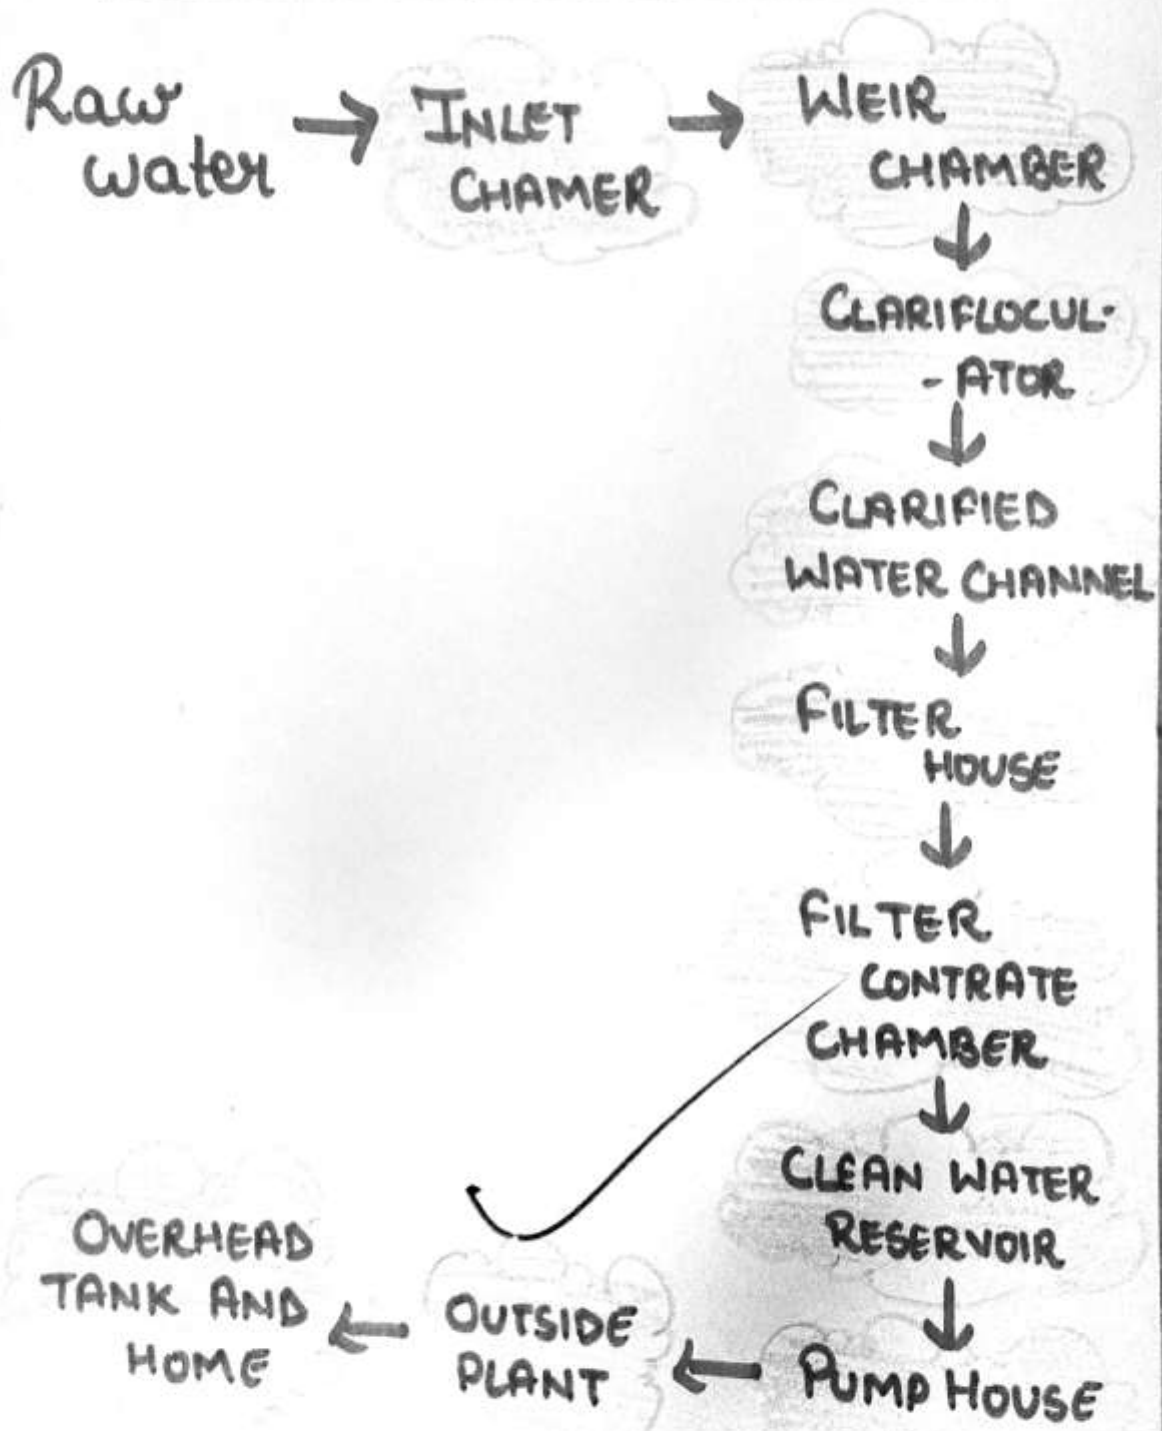 Raw
water
INLET
CHAMER
WEIR
CHAMBER
CLARIFLOCUL-
- ATOR
CLARIFIED
WATER CHANNEL
FILTER
HOUSE
FILTER
CONTRATE
CHAMBER
CLEAN WATER
RESERVOIR
PUMP HOUSE
OUTSIDE
PLANT
OVERHEAD
TANK AND
HOME